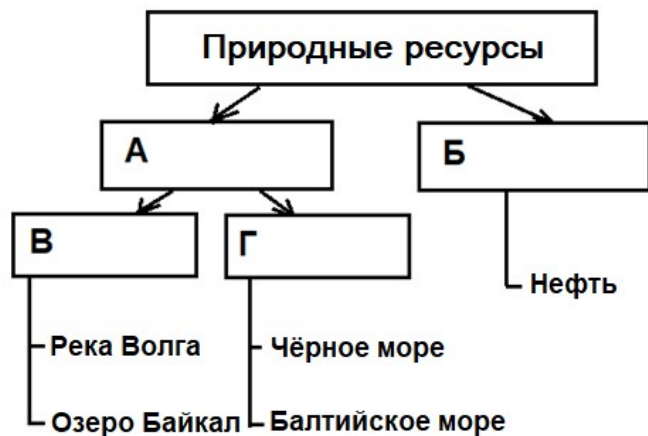 Природные ресурсы
А
Б
В
Г
Нефть
Река Волга
Чёрное море
Озеро Байкал
Балтийское море